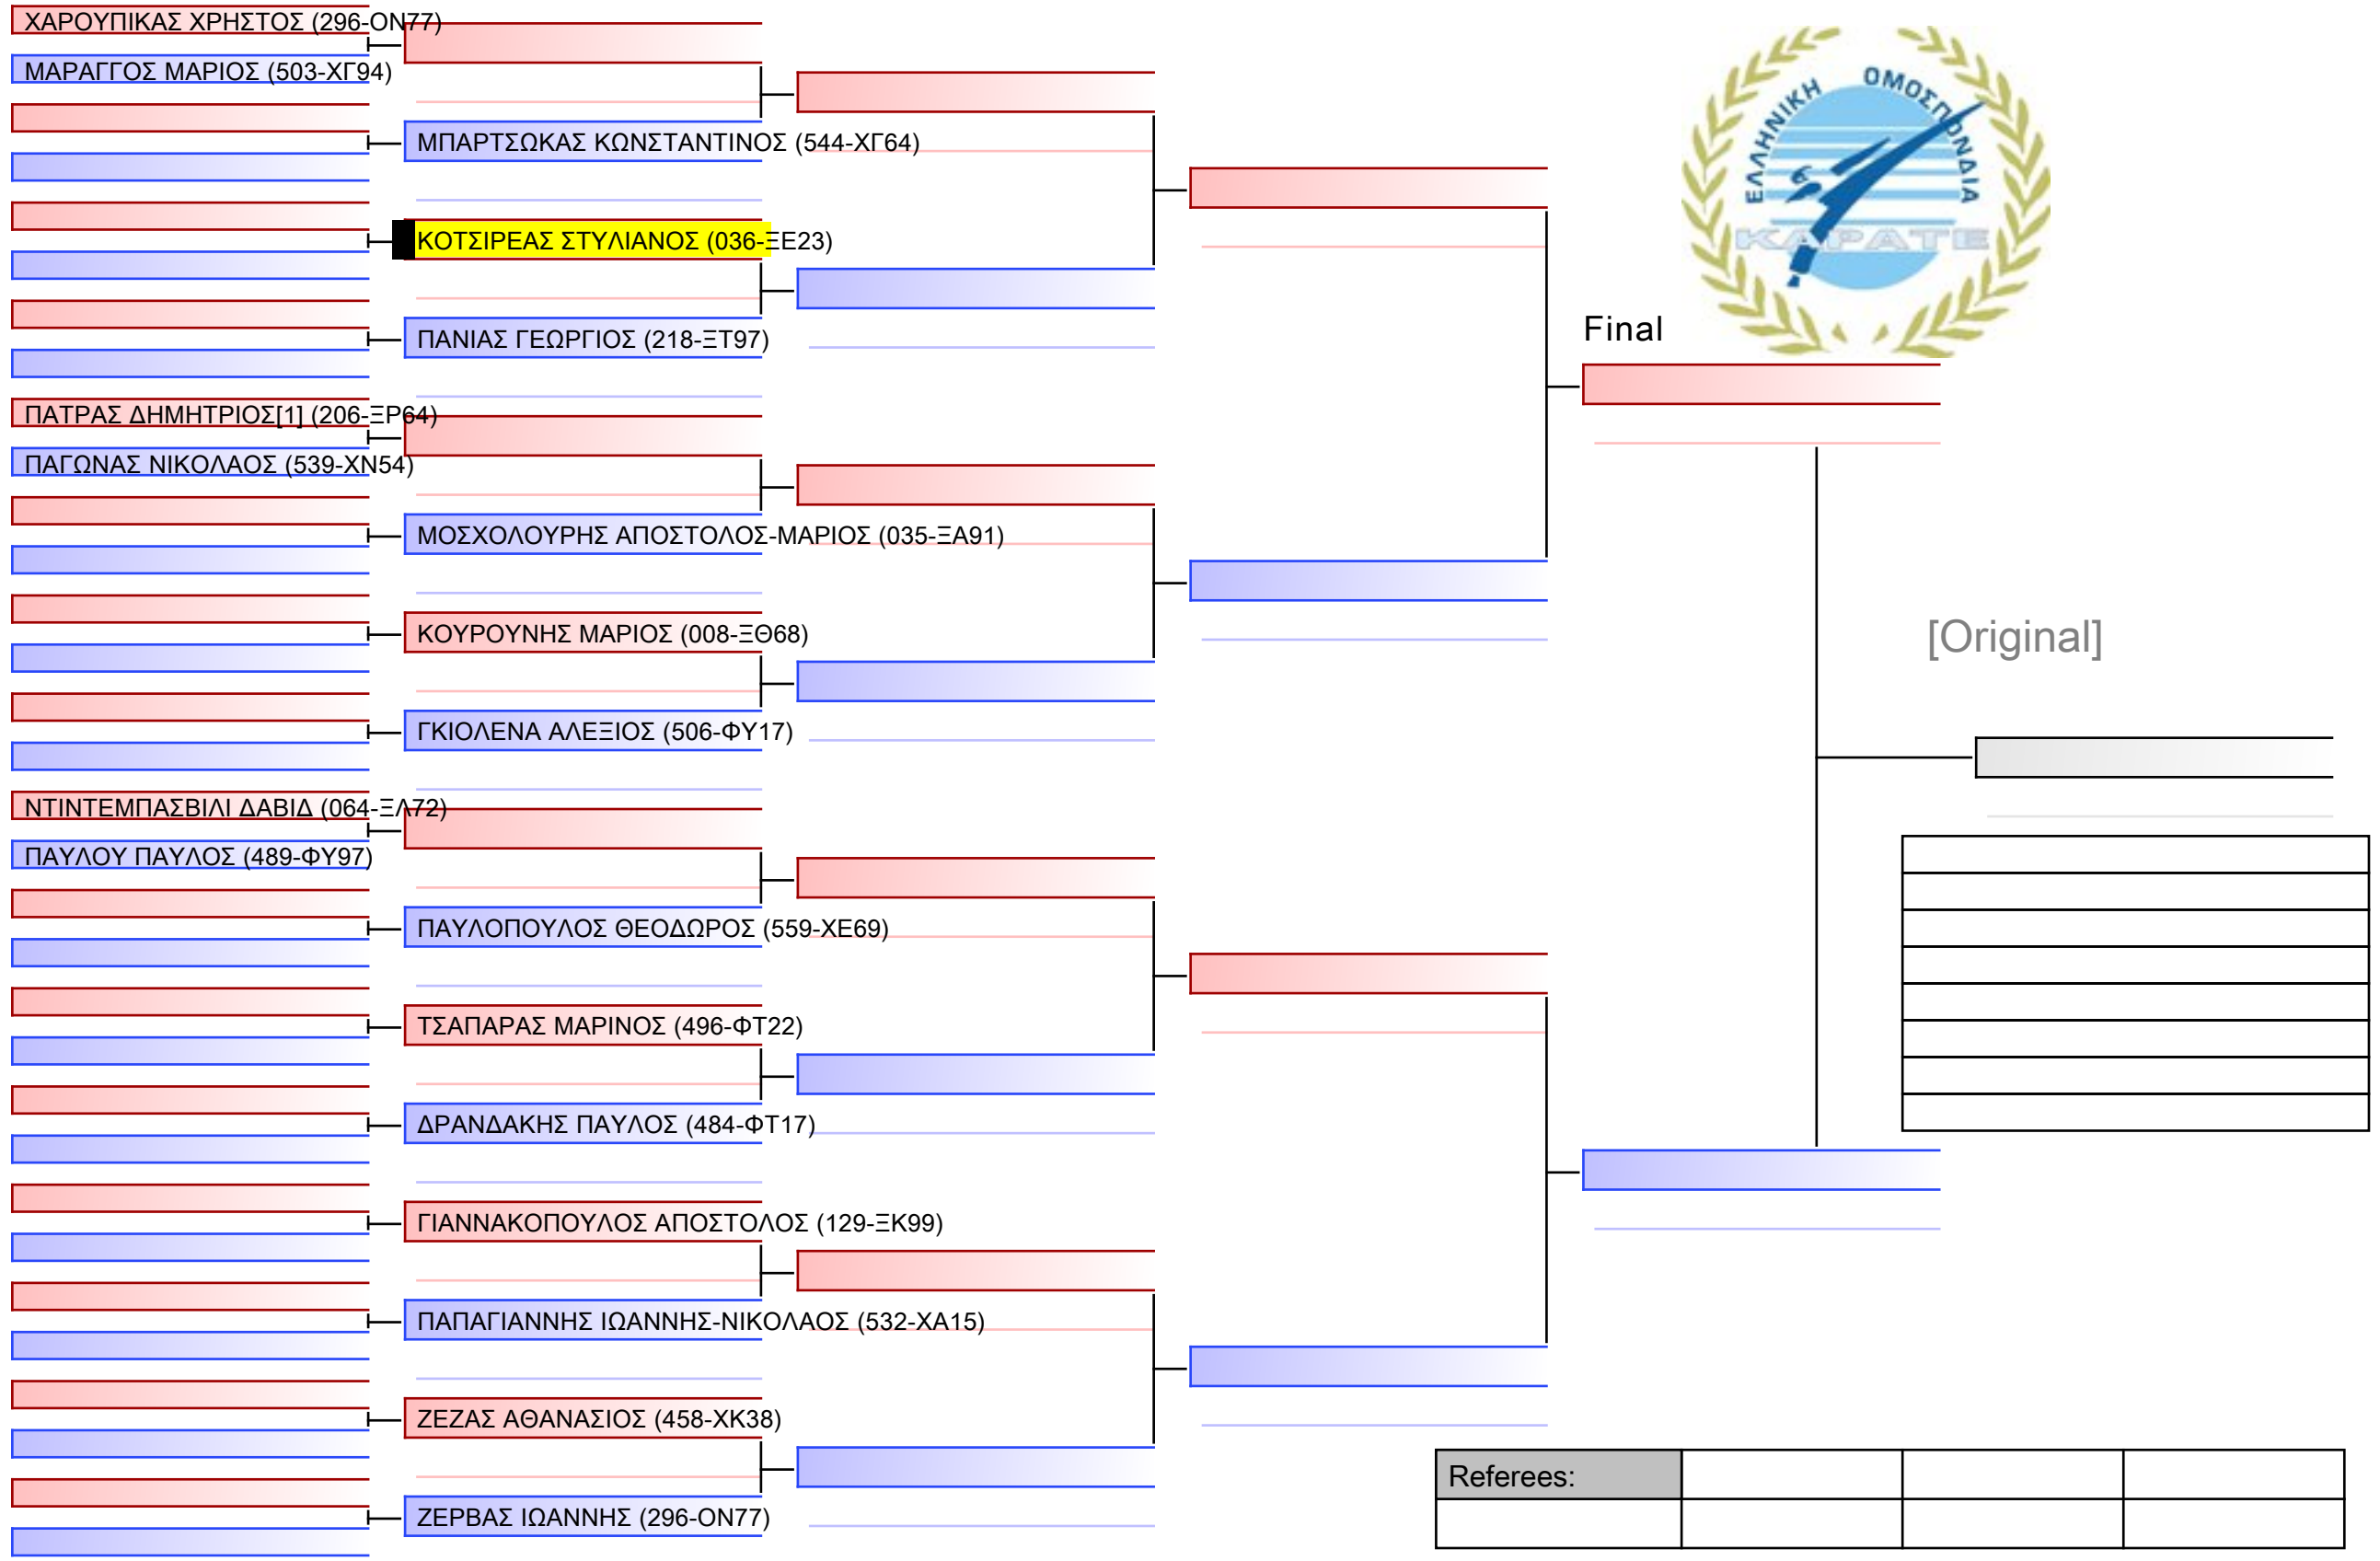 ΧΑΡΟΥΠΙΚΑΣ ΧΡΗΣΤΟΣ (296-ΟΝ77)
ΜΑΡΑΓΓΟΣ ΜΑΡΙΟΣ (503-ΧΓ94)
ΜΠΑΡΤΣΩΚΑΣ ΚΩΝΣΤΑΝΤΙΝΟΣ (544-ΧΓ64)
ΚΟΤΣΙΡΕΑΣ ΣΤΥΛΙΑΝΟΣ (036-ΞΕ23)
ΠΑΝΙΑΣ ΓΕΩΡΓΙΟΣ (218-ΞΤ97)
ΠΑΤΡΑΣ ΔΗΜΗΤΡΙΟΣ[1] (206-ΞΡ64)
ΠΑΓΩΝΑΣ ΝΙΚΟΛΑΟΣ (539-ΧΝ54)
ΜΟΣΧΟΛΟΥΡΗΣ ΑΠΟΣΤΟΛΟΣ-ΜΑΡΙΟΣ (035-ΞΑ91)
ΚΟΥΡΟΥΝΗΣ ΜΑΡΙΟΣ (008-ΞΘ68)
ΓΚΙΟΛΕΝΑ ΑΛΕΞΙΟΣ (506-ΦΥ17)
ΝΤΙΝΤΕΜΠΑΣΒΙΛΙ ΔΑΒΙΔ (064-ΞΛ72)
ΠΑΥΛΟΥ ΠΑΥΛΟΣ (489-ΦΥ97)
ΠΑΥΛΟΠΟΥΛΟΣ ΘΕΟΔΩΡΟΣ (559-ΧΕ69)
ΤΣΑΠΑΡΑΣ ΜΑΡΙΝΟΣ (496-ΦΤ22)
ΔΡΑΝΔΑΚΗΣ ΠΑΥΛΟΣ (484-ΦΤ17)
ΓΙΑΝΝΑΚΟΠΟΥΛΟΣ ΑΠΟΣΤΟΛΟΣ (129-ΞΚ99)
ΠΑΠΑΓΙΑΝΝΗΣ ΙΩΑΝΝΗΣ-ΝΙΚΟΛΑΟΣ (532-ΧΑ15)
ΖΕΖΑΣ ΑΘΑΝΑΣΙΟΣ (458-ΧΚ38)
ΖΕΡΒΑΣ ΙΩΑΝΝΗΣ (296-ΟΝ77)
ΕΛΛΗΝΙΚΗ ΟΜΟΣΠΟΝΔΙΑ
ΚΑΡΑΤΕ
Final
[Original]
Referees: